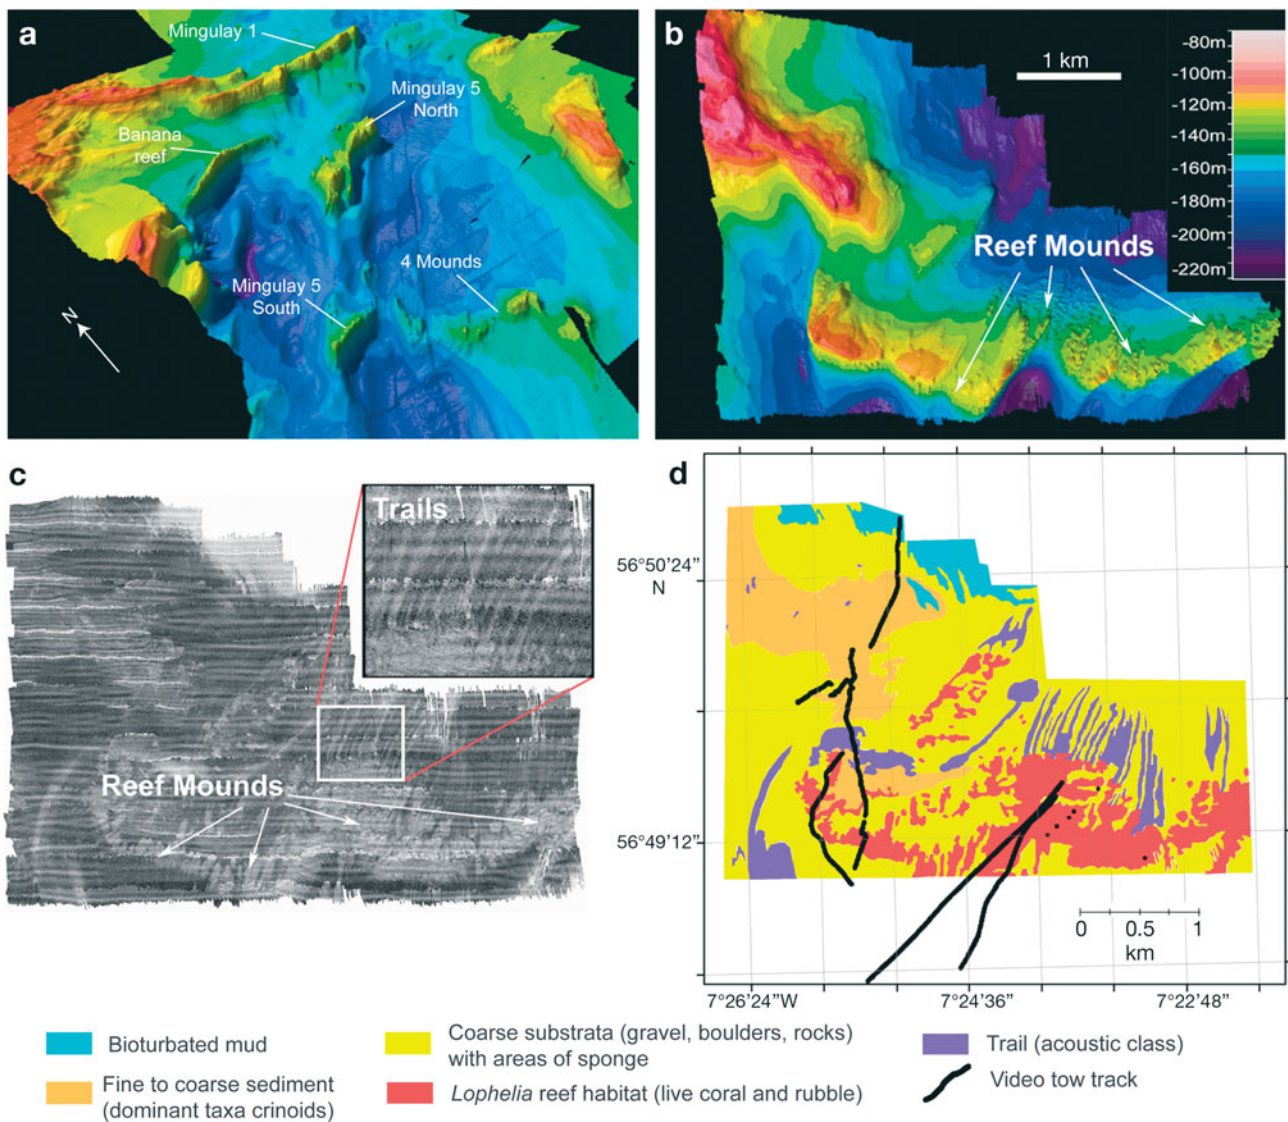 a
Mingulay 1
Mingulay 5
North
Banana
reef
4 Mounds
Mingulay 5
South
N
b
1 km
-80m
-100m
-120m
-140m
-160m
-180m
-200m
-220m
Reef Mounds
c
Trails
Reef Mounds
d
56°50'24"
N
56°49'12"
0 0.5 1
km
7°26'24"W 7°24'36" 7°22'48"
Bioturbated mud
Fine to coarse sediment
(dominant taxa crinoids)
Coarse substrata (gravel, boulders, rocks)
with areas of sponge
Lophelia reef habitat (live coral and rubble)
Trail (acoustic class)
Video tow track